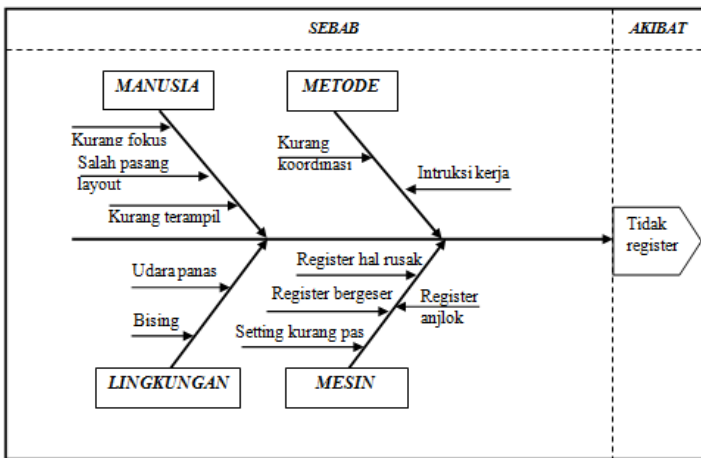 SEBAB
AKIBAT
MANUSIA
METODE
Kurang fokus
Salah pasang
layout
Kurang terampil
Kurang
koordinasi
Intruksi kerja
Tidak
register
Udara panas
Bising
Register hal rusak
Register bergeser
Register
anjlok
Setting kurang pas
LINGKUNGAN
MESIN